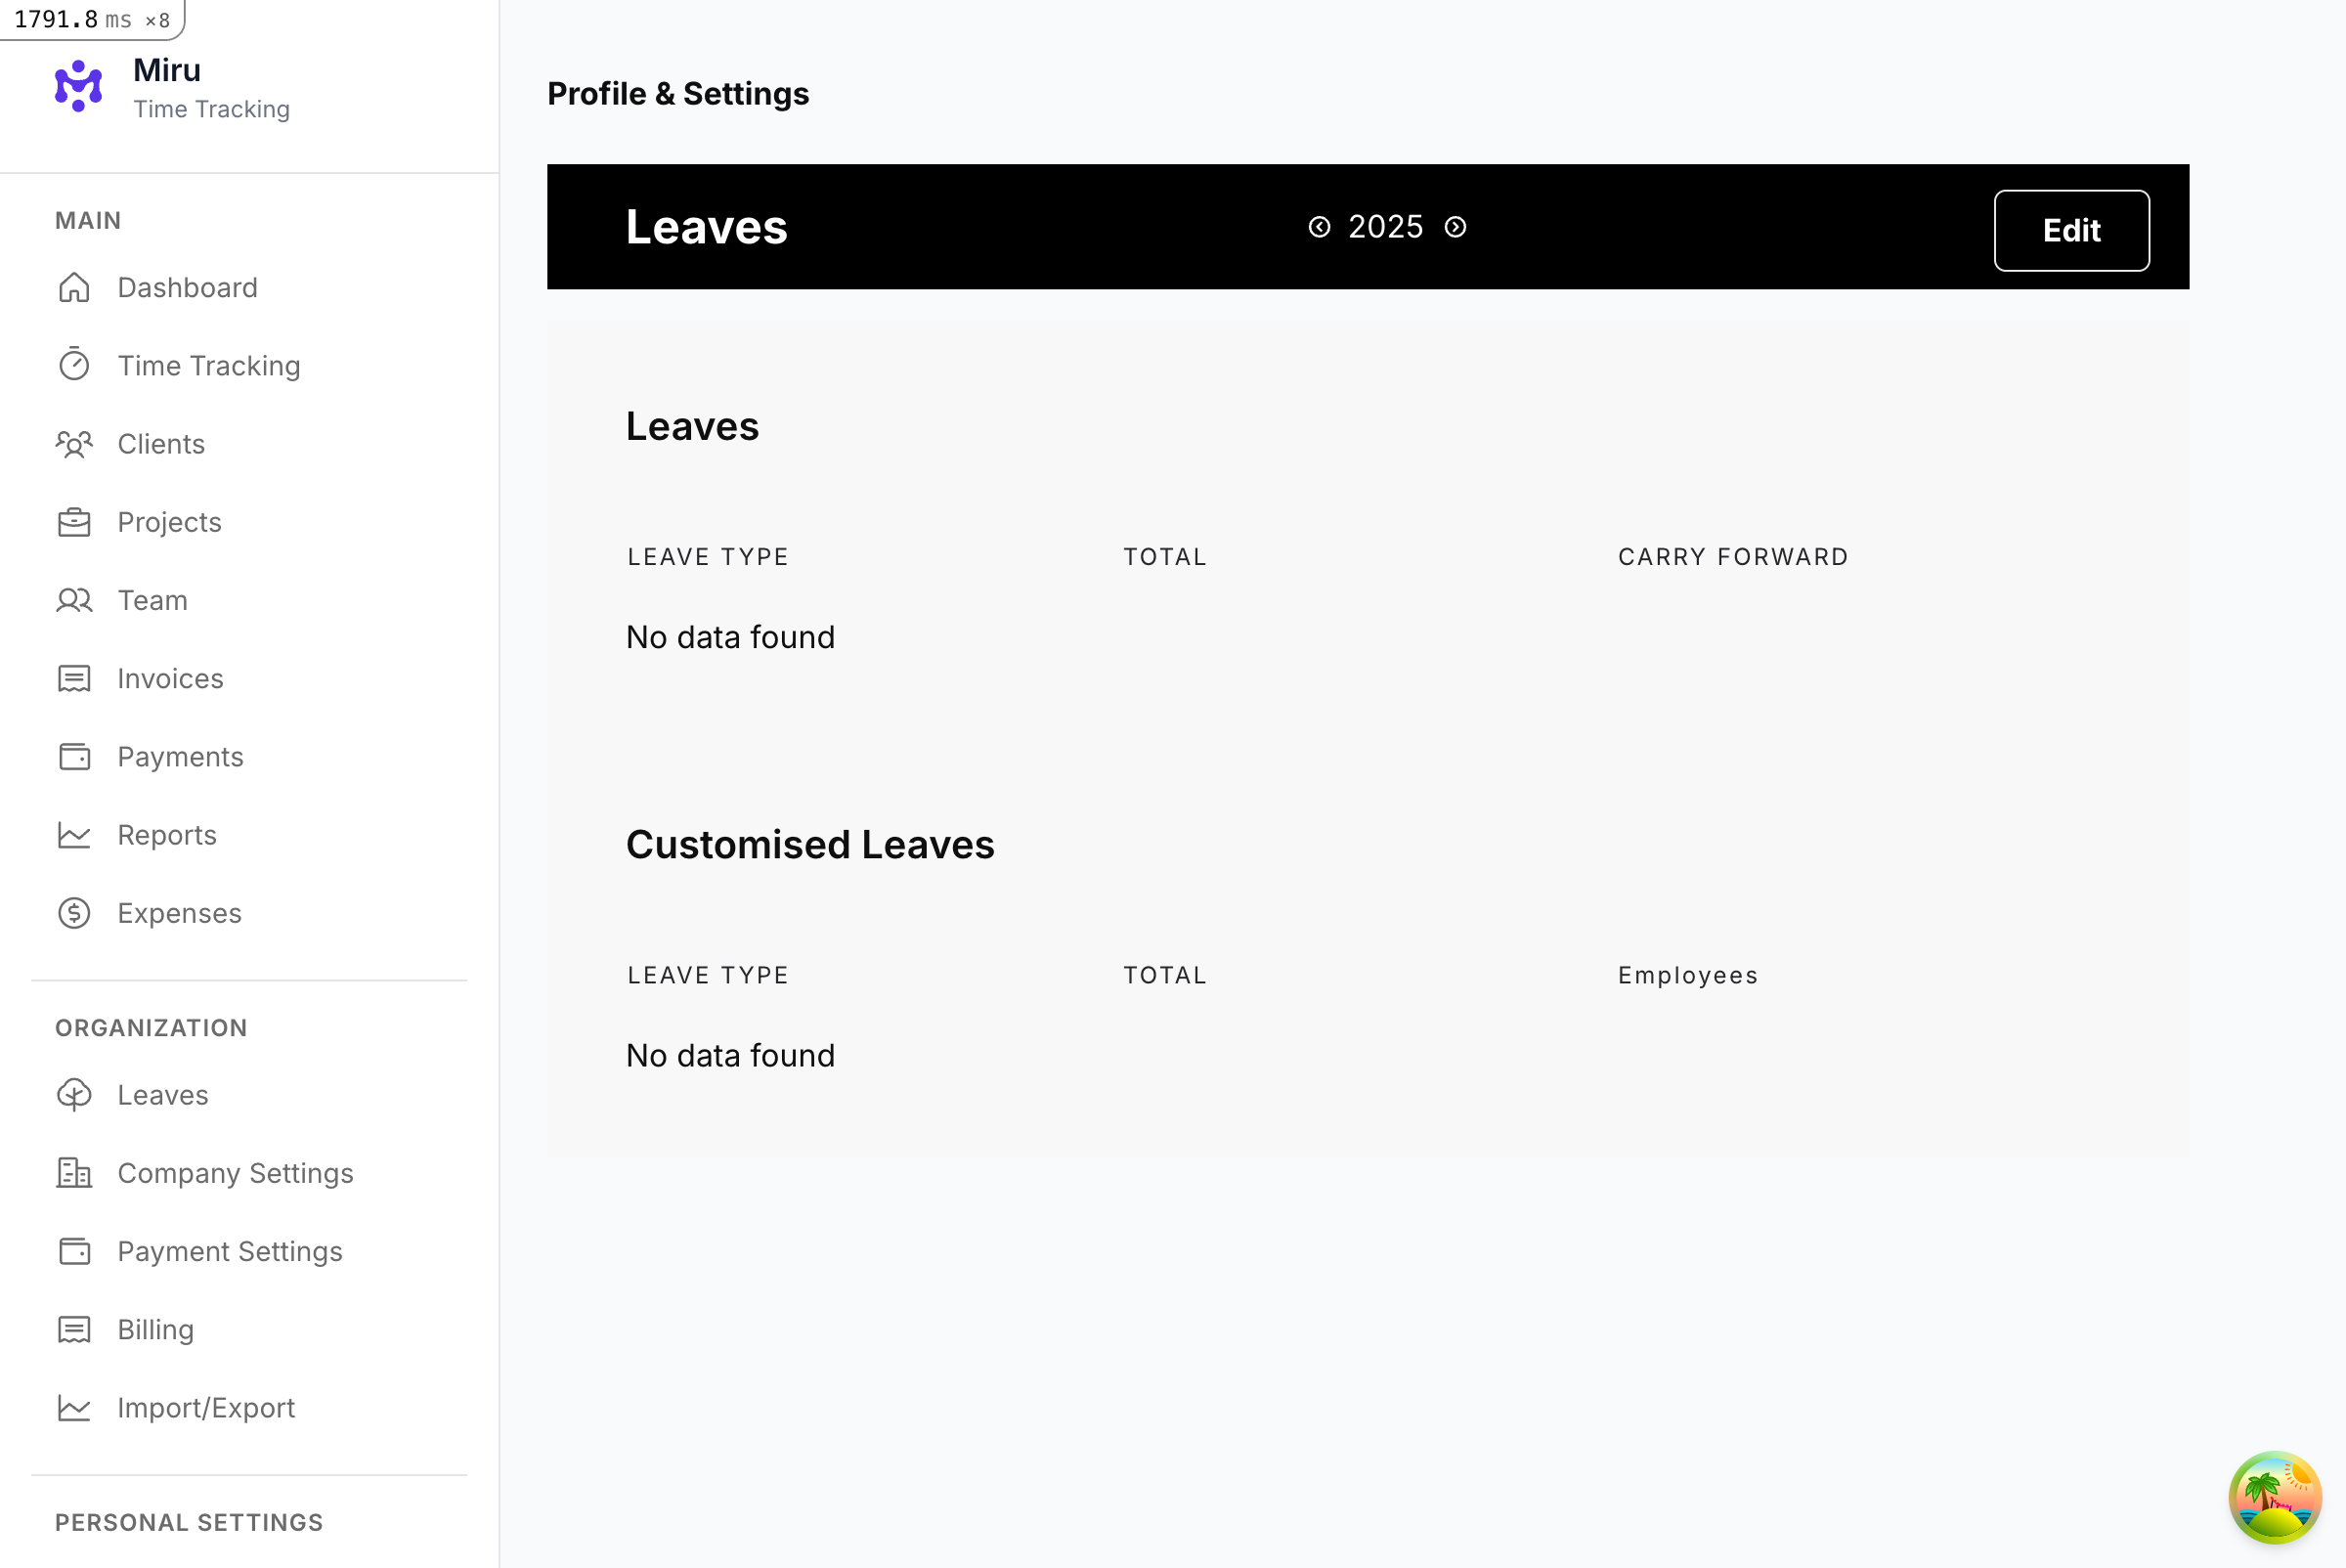 1791.8 ms ×8
Miru
Time Tracking
MAIN
Dashboard
Time Tracking
Clients
Projects
Team
Invoices
Payments
Reports
Expenses
ORGANIZATION
Leaves
Company Settings
Payment Settings
Billing
Import/Export
PERSONAL SETTINGS
Profile & Settings
Leaves 2025 Edit
Leaves
LEAVE TYPE TOTAL CARRY FORWARD
No data found
Customised Leaves
LEAVE TYPE TOTAL Employees
No data found